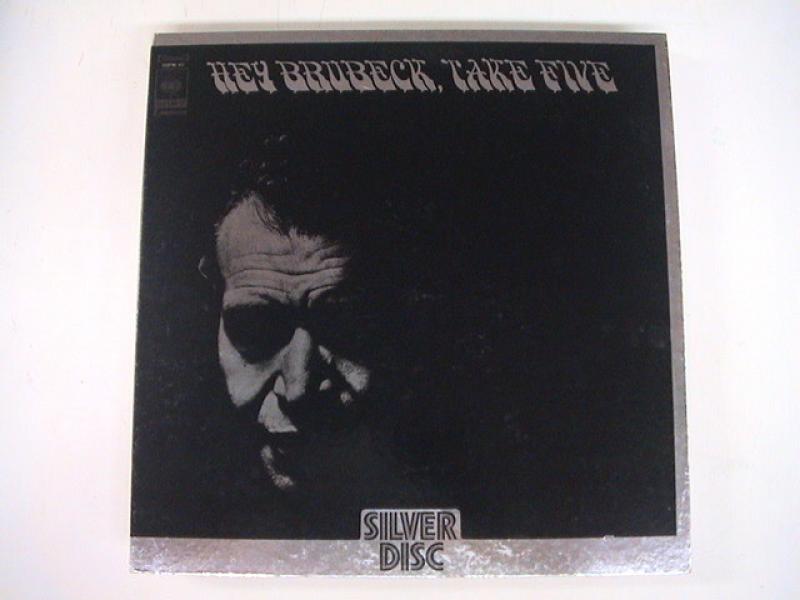 HEY BRUBECK, TAKE FIVE
SILVER
DISC